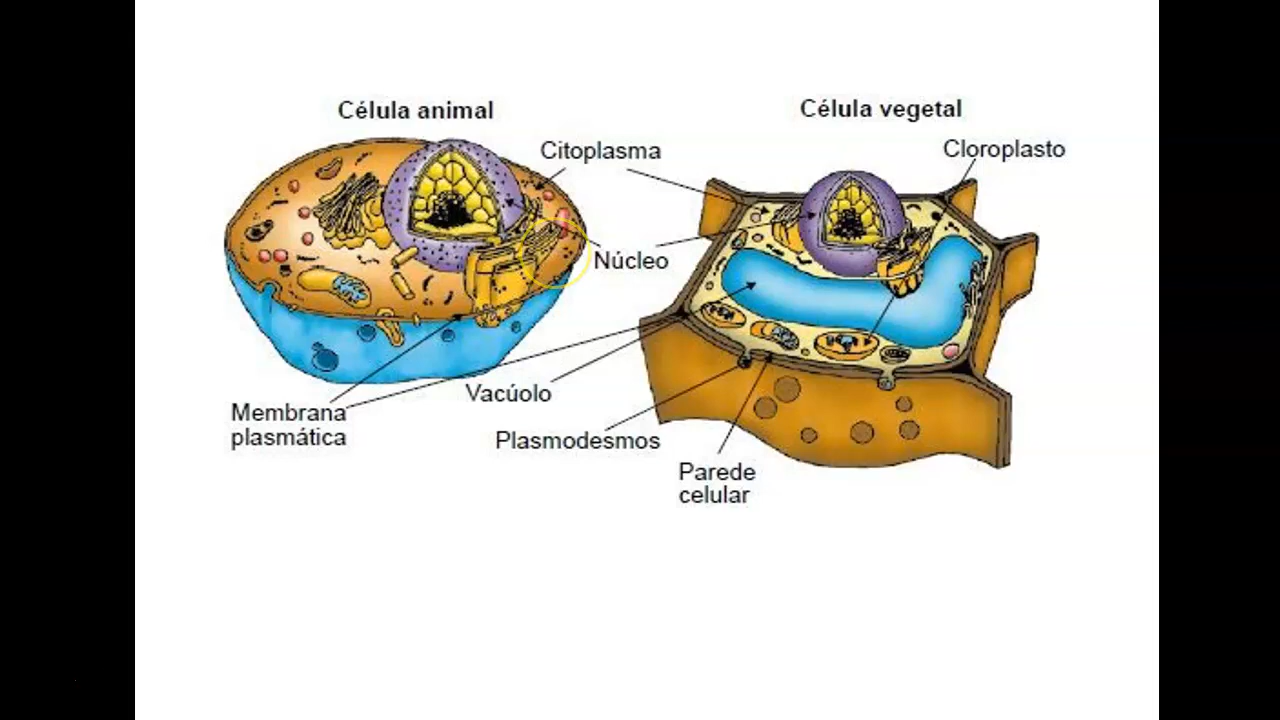 Célula animal
Célula vegetal
Citoplasma
Cloroplasto
Núcleo
Vacúolo
Membrana
plasmática
Plasmodesmos
Parede
celular